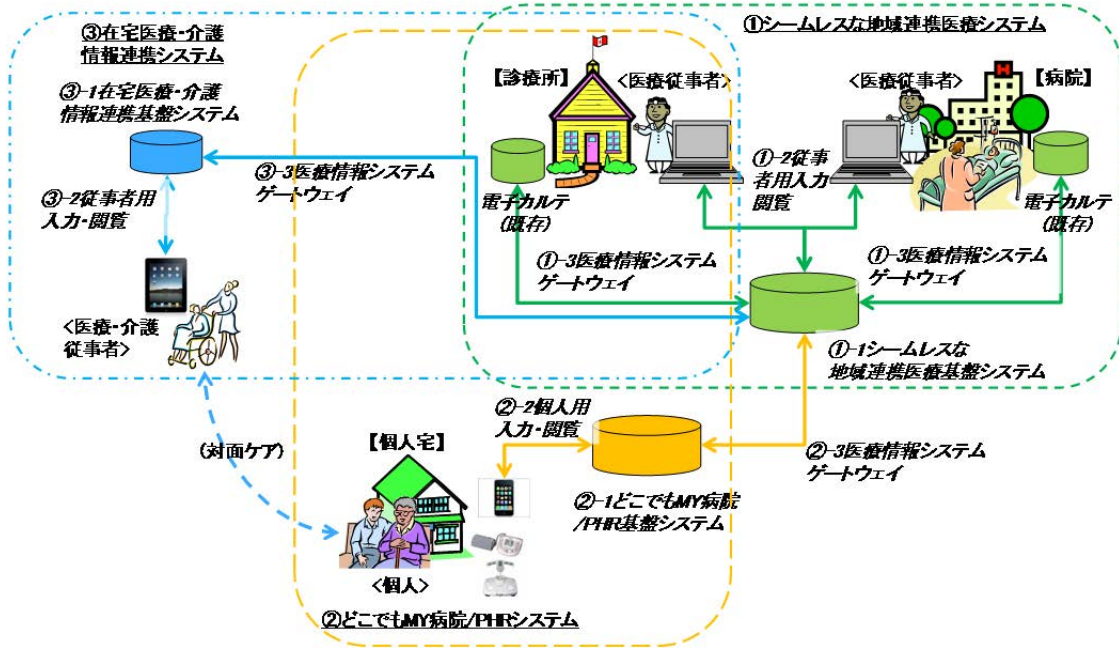 ③在宅医療・介護
情報連携システム
③-1在宅医療・介護
情報連携基盤システム
③-2従事者用
入力・閲覧
<医療・介護
従事者>
③-3医療情報システム
ゲートウェイ
①シームレスな地域連携医療システム
【診療所】
<医療従事者>
<医療従事者>
【病院】
H
①-2従事
者用入力
閲覧
電子カルテ
(既存)
電子カルテ
(既存)
①-3医療情報システム
ゲートウェイ
①-3医療情報システム
ゲートウェイ
①-1シームレスな
地域連携医療基盤システム
(対面ケア)
【個人宅】
②-2個人用
入力・閲覧
②-3医療情報システム
ゲートウェイ
②-1どこでもMY病院
/PHR基盤システム
<個人>
②どこでもMY病院/PHRシステム